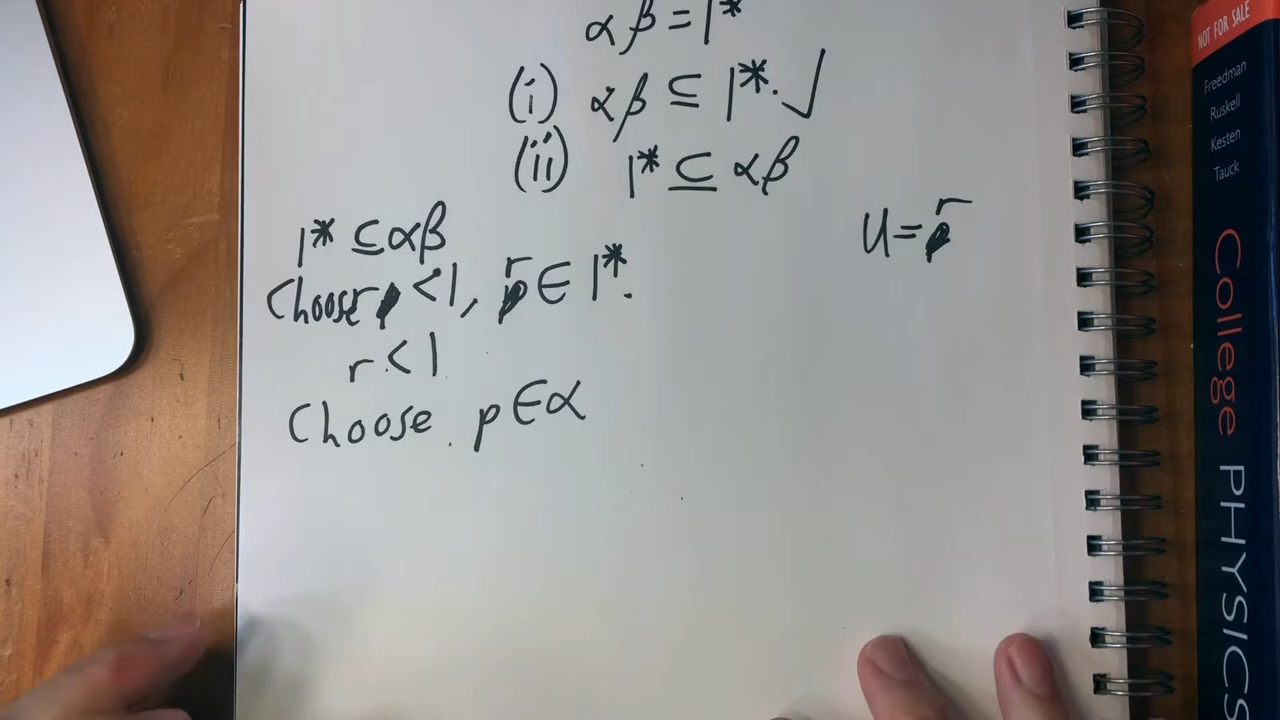 αβ = 1*
(i) αβ ⊆ 1*. √
(ii) 1* ⊆ αβ
1* ⊆ αβ
Choose r < 1, r ∈ 1*.
r < 1
Choose p ∈ α
U = r
NOT FOR SALE
Freedman
Ruskell
Kesten
Tauck
College PHYSICS